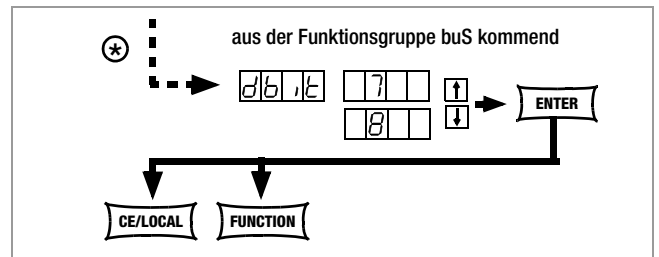 aus der Funktionsgruppe buS kommend
dbit 7
8
ENTER
CE/LOCAL FUNCTION